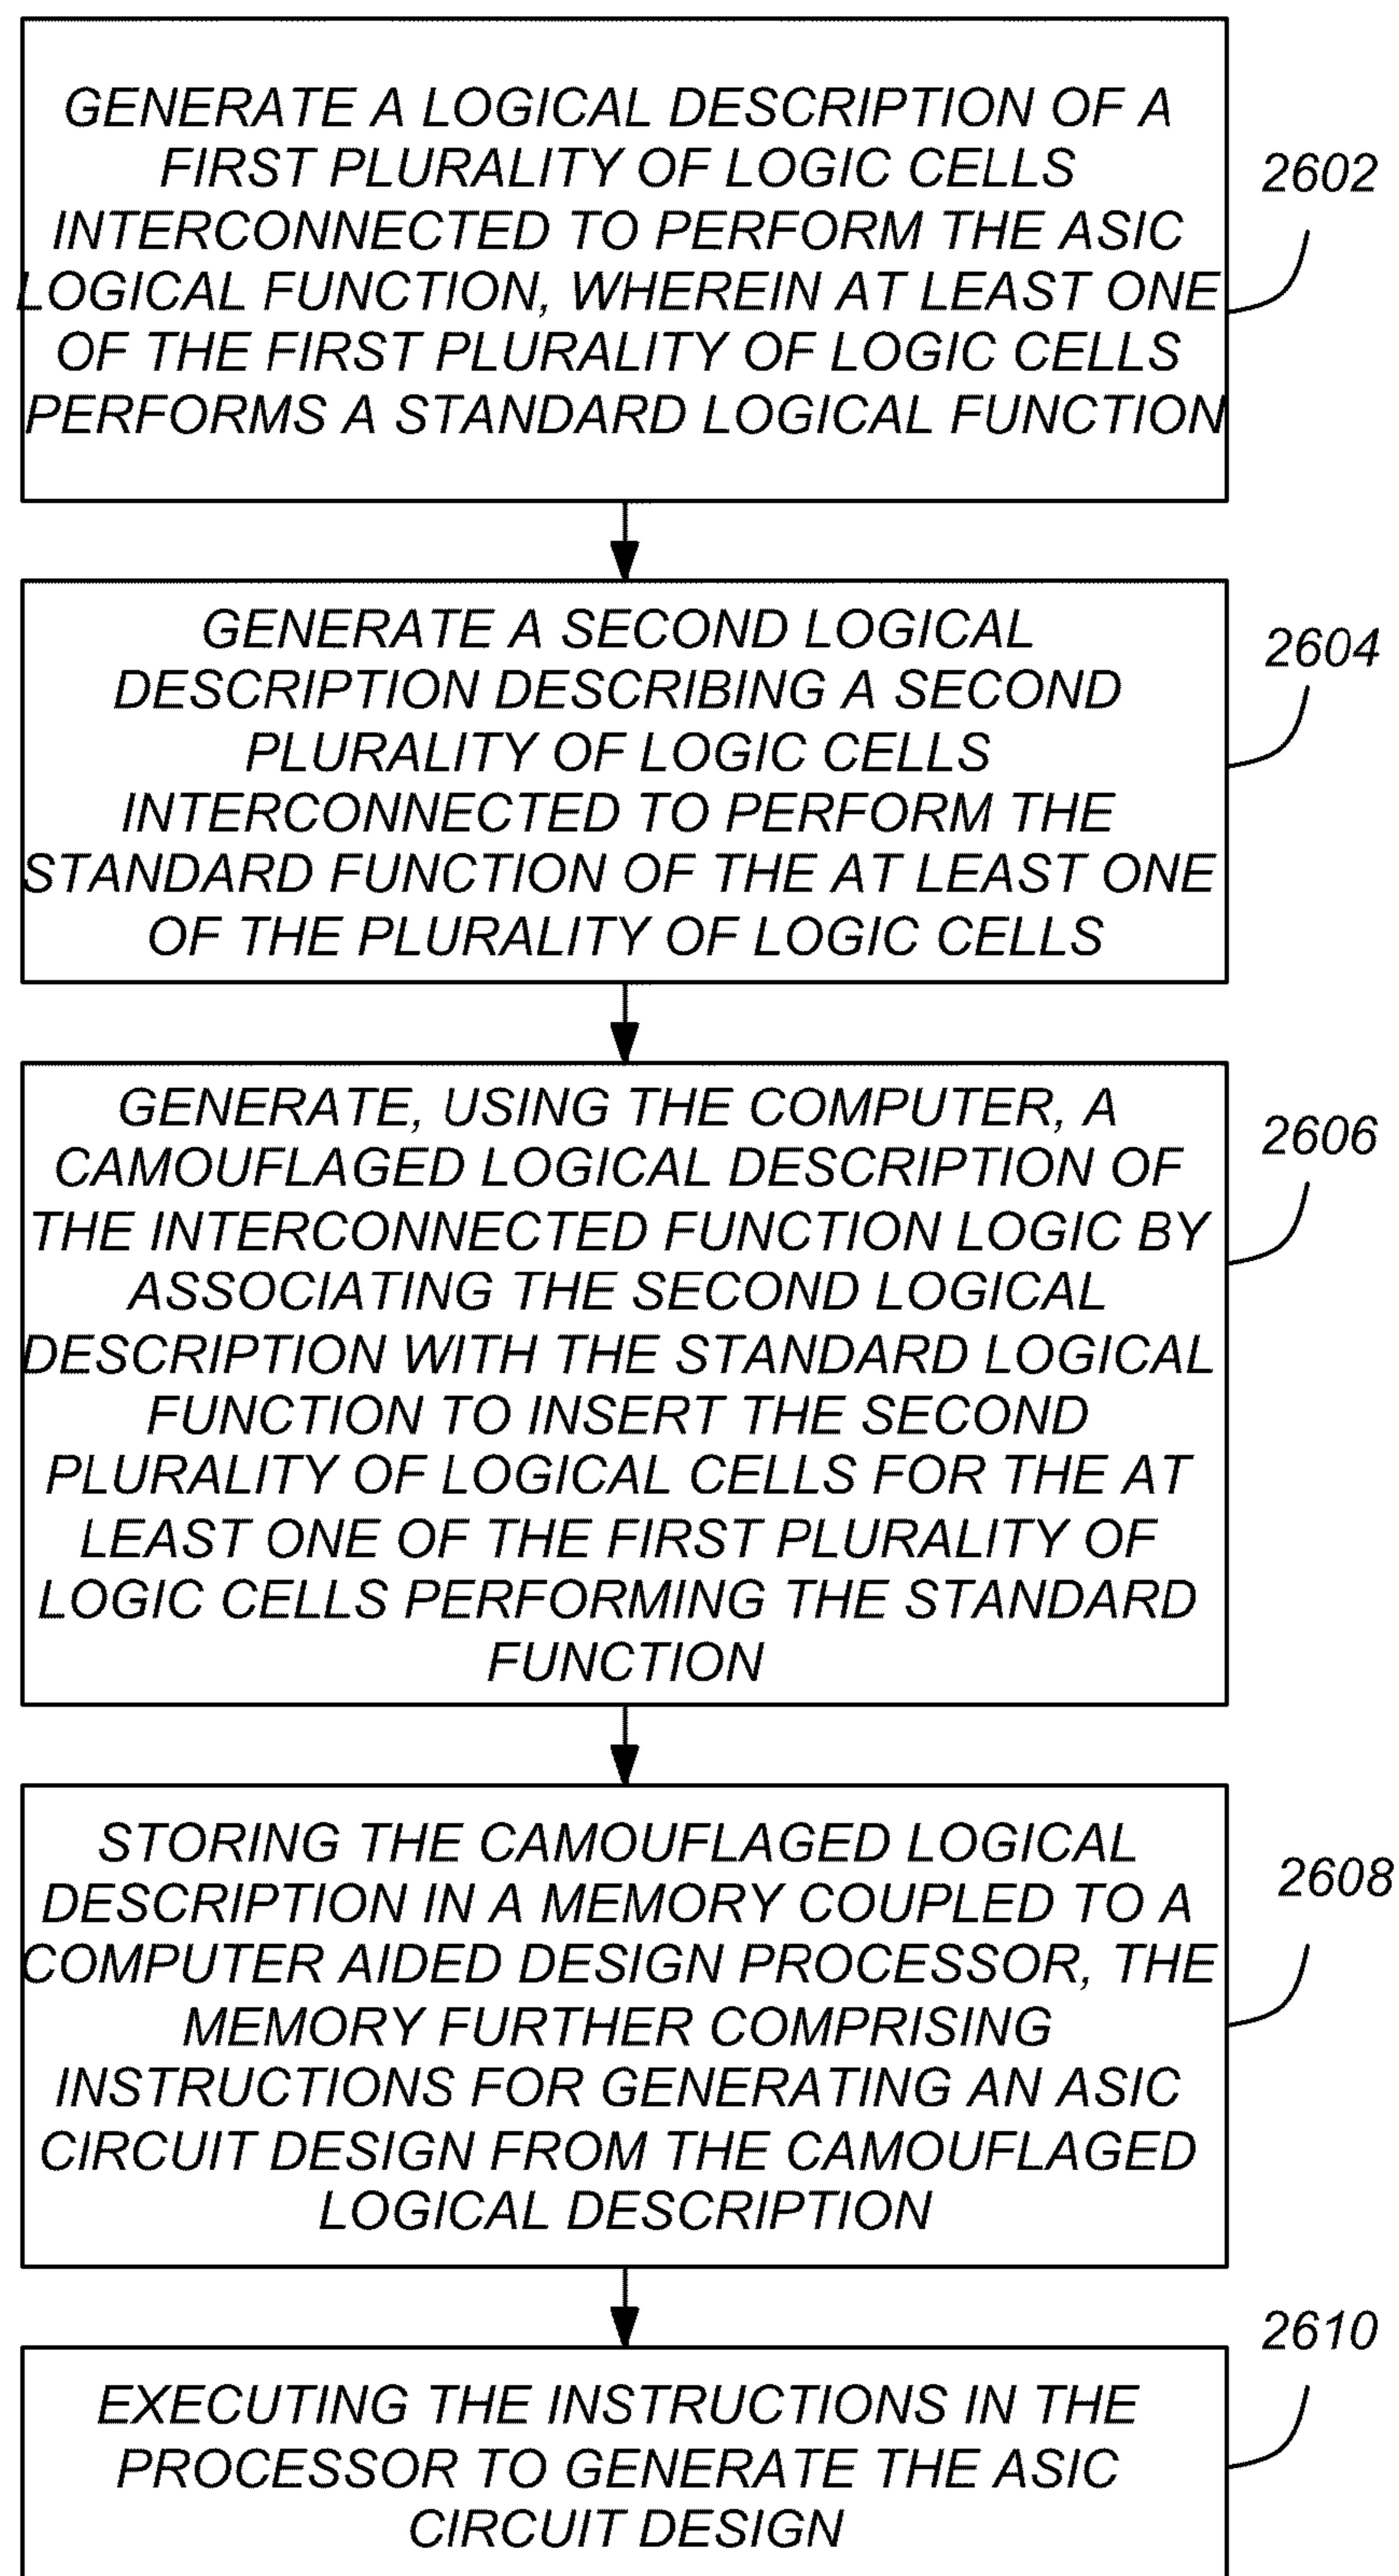 GENERATE A LOGICAL DESCRIPTION OF A
FIRST PLURALITY OF LOGIC CELLS
INTERCONNECTED TO PERFORM THE ASIC
LOGICAL FUNCTION, WHEREIN AT LEAST ONE
OF THE FIRST PLURALITY OF LOGIC CELLS
PERFORMS A STANDARD LOGICAL FUNCTION
2602
GENERATE A SECOND LOGICAL
DESCRIPTION DESCRIBING A SECOND
PLURALITY OF LOGIC CELLS
INTERCONNECTED TO PERFORM THE
STANDARD FUNCTION OF THE AT LEAST ONE
OF THE PLURALITY OF LOGIC CELLS
2604
GENERATE, USING THE COMPUTER, A
CAMOUFLAGED LOGICAL DESCRIPTION OF
THE INTERCONNECTED FUNCTION LOGIC BY
ASSOCIATING THE SECOND LOGICAL
DESCRIPTION WITH THE STANDARD LOGICAL
FUNCTION TO INSERT THE SECOND
PLURALITY OF LOGICAL CELLS FOR THE AT
LEAST ONE OF THE FIRST PLURALITY OF
LOGIC CELLS PERFORMING THE STANDARD
FUNCTION
2606
STORING THE CAMOUFLAGED LOGICAL
DESCRIPTION IN A MEMORY COUPLED TO A
COMPUTER AIDED DESIGN PROCESSOR, THE
MEMORY FURTHER COMPRISING
INSTRUCTIONS FOR GENERATING AN ASIC
CIRCUIT DESIGN FROM THE CAMOUFLAGED
LOGICAL DESCRIPTION
2608
EXECUTING THE INSTRUCTIONS IN THE
PROCESSOR TO GENERATE THE ASIC
CIRCUIT DESIGN
2610